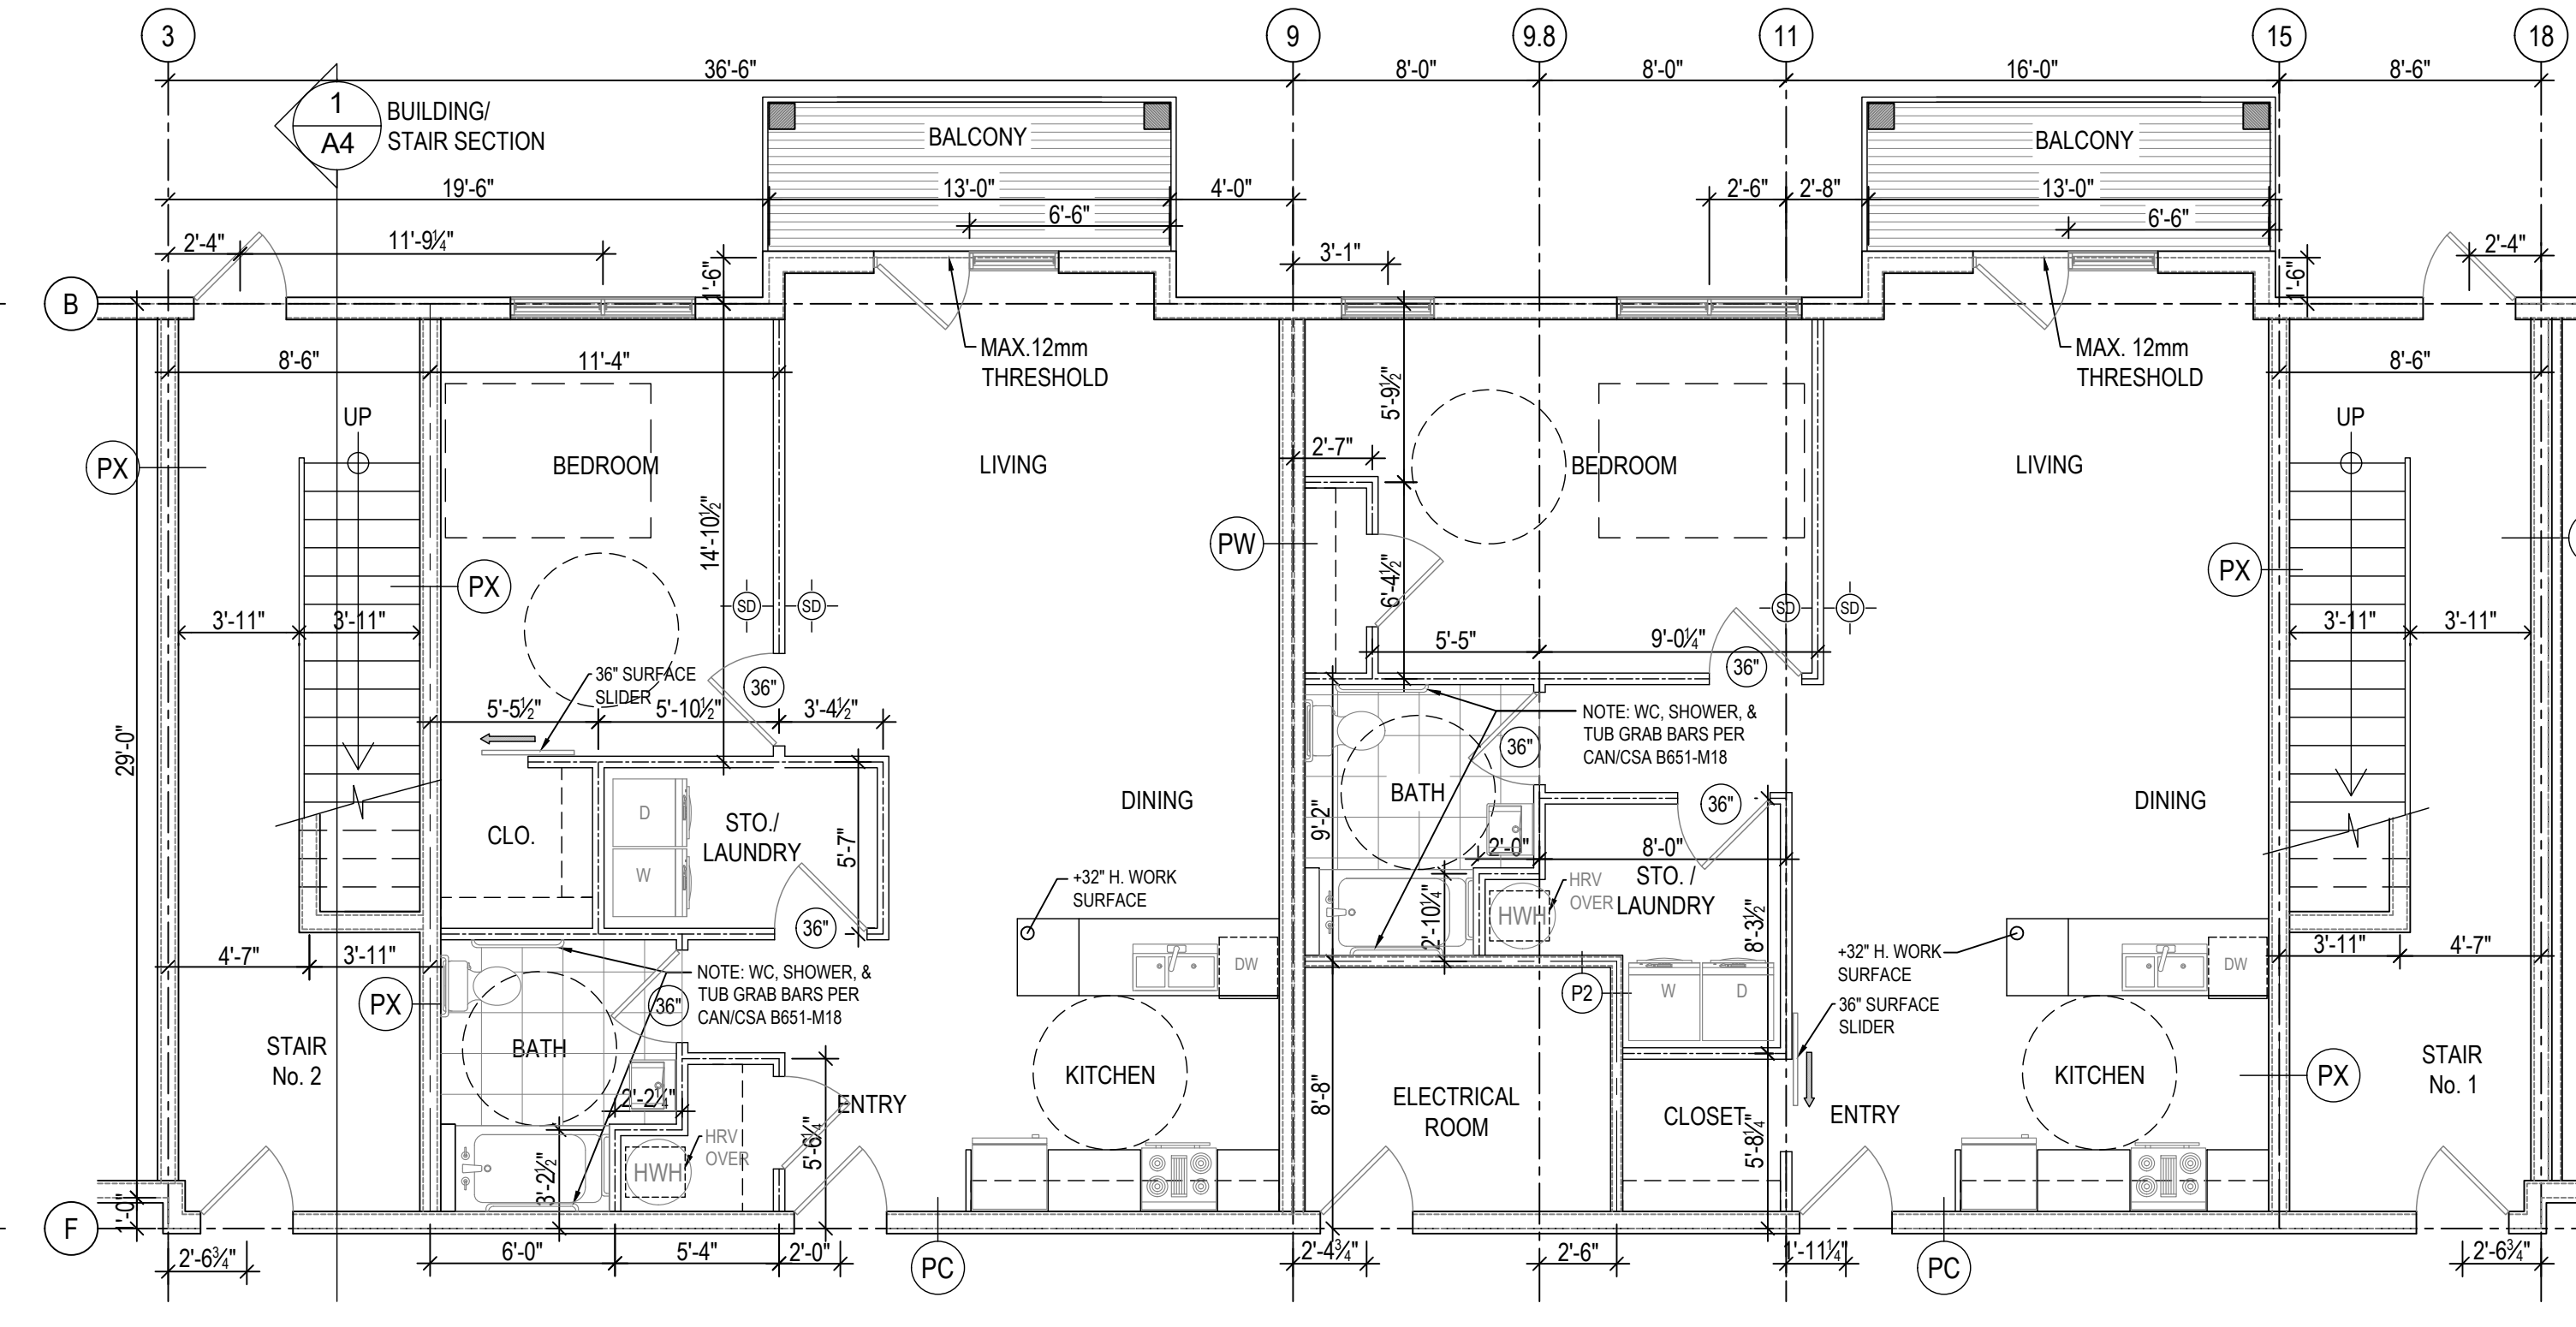 3
9
9.8
11
15
18
36'-6"
8'-0"
8'-0"
16'-0"
8'-6"
1
A4
BUILDING/
STAIR SECTION
BALCONY
BALCONY
19'-6"
13'-0"
4'-0"
2'-6"
2'-8"
13'-0"
6'-6"
6'-6"
2'-4"
11'-9¼"
3'-1"
2'-4"
1'-6"
1'-6"
B
MAX.12mm
THRESHOLD
MAX. 12mm
THRESHOLD
8'-6"
11'-4"
8'-6"
5'-9½"
UP
UP
PX
BEDROOM
LIVING
2'-7"
BEDROOM
LIVING
14'-10½"
PW
PX
PX
6'-4½"
SD
SD
SD
SD
3'-11"
3'-11"
3'-11"
3'-11"
5'-5"
9'-0¼"
36"
36" SURFACE
SLIDER
36"
5'-5½"
5'-10½"
3'-4½"
29'-0"
NOTE: WC, SHOWER, &
TUB GRAB BARS PER
CAN/CSA B651-M18
36"
DINING
BATH
36"
DINING
D
W
CLO.
STO./
LAUNDRY
5'-7"
9'-2"
2'-0"
8'-0"
+32" H. WORK
SURFACE
HRV
OVER
STO. /
LAUNDRY
HWH
2'-10¼"
8'-3½"
36"
4'-7"
3'-11"
DW
+32" H. WORK
SURFACE
DW
3'-11"
4'-7"
NOTE: WC, SHOWER, &
TUB GRAB BARS PER
CAN/CSA B651-M18
PX
36"
P2
W
D
36" SURFACE
SLIDER
STAIR
No. 2
BATH
KITCHEN
KITCHEN
PX
STAIR
No. 1
2'-2¼"
ENTRY
8'-8"
ELECTRICAL
ROOM
CLOSET
ENTRY
HRV
OVER
HWH
5'-6¼"
5'-8¼"
3'-2½"
1'-0"
F
2'-6¾"
6'-0"
5'-4"
2'-0"
PC
2'-4¾"
2'-6"
1'-11¼"
PC
2'-6¾"